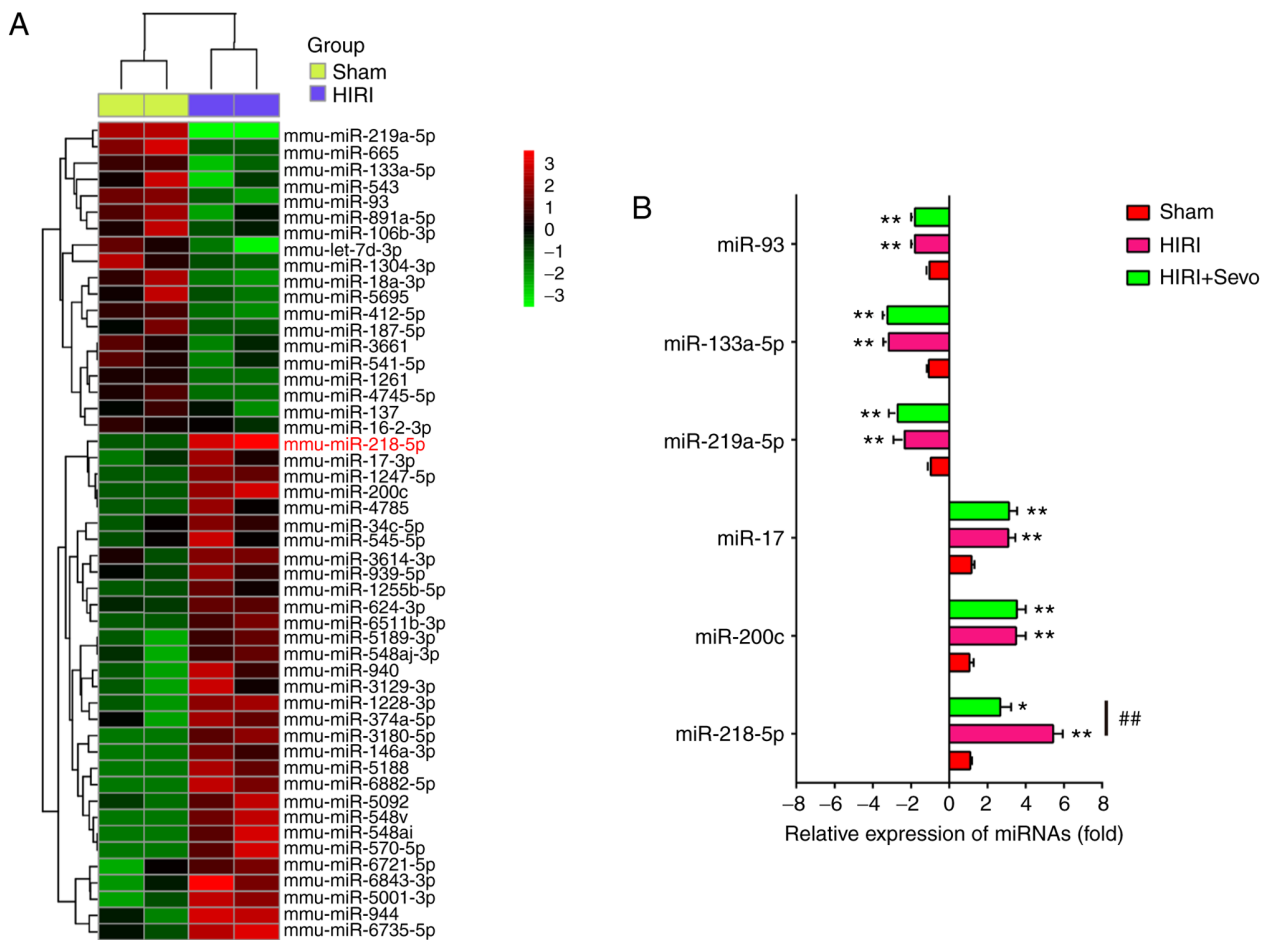 A
Group
Sham
HIRI
mmu-miR-219a-5p
mmu-miR-665
mmu-miR-133a-5p
mmu-miR-543
mmu-miR-93
mmu-miR-891a-5p
mmu-miR-106b-3p
mmu-let-7d-3p
mmu-miR-1304-3p
mmu-miR-18a-3p
mmu-miR-5695
mmu-miR-412-5p
mmu-miR-187-5p
mmu-miR-3661
mmu-miR-541-5p
mmu-miR-1261
mmu-miR-4745-5p
mmu-miR-137
mmu-miR-16-2-3p
mmu-miR-218-5p
mmu-miR-17-3p
mmu-miR-1247-5p
mmu-miR-200c
mmu-miR-4785
mmu-miR-34c-5p
mmu-miR-545-5p
mmu-miR-3614-3p
mmu-miR-939-5p
mmu-miR-1255b-5p
mmu-miR-624-3p
mmu-miR-6511b-3p
mmu-miR-5189-3p
mmu-miR-548aj-3p
mmu-miR-940
mmu-miR-3129-3p
mmu-miR-1228-3p
mmu-miR-374a-5p
mmu-miR-3180-5p
mmu-miR-146a-3p
mmu-miR-5188
mmu-miR-6882-5p
mmu-miR-5092
mmu-miR-548v
mmu-miR-548ai
mmu-miR-570-5p
mmu-miR-6721-5p
mmu-miR-6843-3p
mmu-miR-5001-3p
mmu-miR-944
mmu-miR-6735-5p
3
2
1
0
−1
−2
−3
B
Sham
HIRI
HIRI+Sevo
miR-93
**
**
miR-133a-5p
**
**
miR-219a-5p
**
**
miR-17
**
**
miR-200c
**
**
miR-218-5p
*
**
##
−8 −6 −4 −2 0 2 4 6 8
Relative expression of miRNAs (fold)